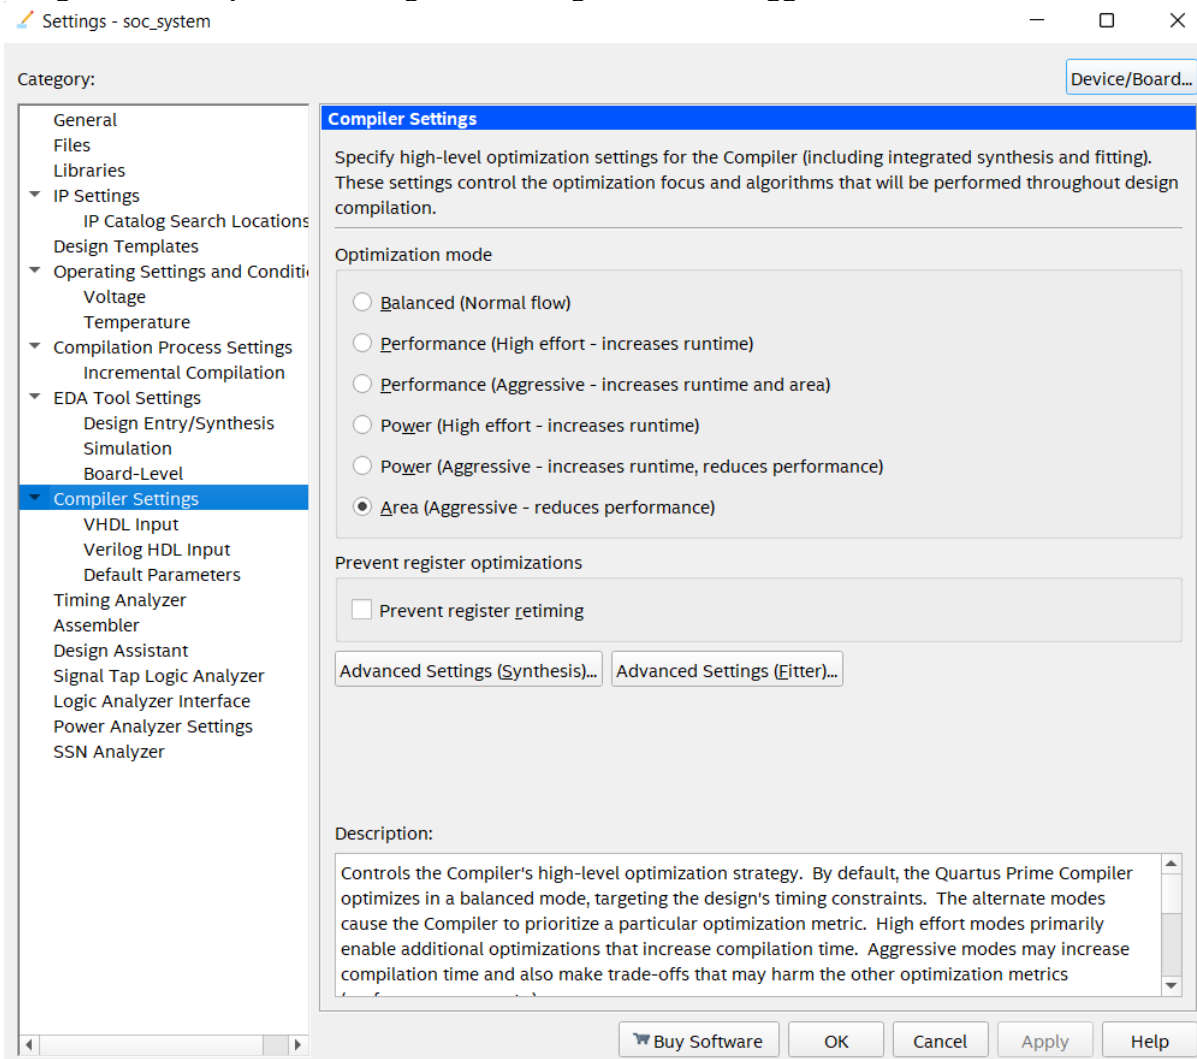 Settings - soc_system
Category:
Device/Board...
General
Files
Libraries
IP Settings
IP Catalog Search Locations
Design Templates
Operating Settings and Conditi
Voltage
Temperature
Compilation Process Settings
Incremental Compilation
EDA Tool Settings
Design Entry/Synthesis
Simulation
Board-Level
Compiler Settings
VHDL Input
Verilog HDL Input
Default Parameters
Timing Analyzer
Assembler
Design Assistant
Signal Tap Logic Analyzer
Logic Analyzer Interface
Power Analyzer Settings
SSN Analyzer
Compiler Settings
Specify high-level optimization settings for the Compiler (including integrated synthesis and fitting).
These settings control the optimization focus and algorithms that will be performed throughout design
compilation.
Optimization mode
Balanced (Normal flow)
Performance (High effort - increases runtime)
Performance (Aggressive - increases runtime and area)
Power (High effort - increases runtime)
Power (Aggressive - increases runtime, reduces performance)
Area (Aggressive - reduces performance)
Prevent register optimizations
Prevent register retiming
Advanced Settings (Synthesis)... Advanced Settings (Fitter)...
Description:
Controls the Compiler's high-level optimization strategy. By default, the Quartus Prime Compiler
optimizes in a balanced mode, targeting the design's timing constraints. The alternate modes
cause the Compiler to prioritize a particular optimization metric. High effort modes primarily
enable additional optimizations that increase compilation time. Aggressive modes may increase
compilation time and also make trade-offs that may harm the other optimization metrics
Buy Software OK Cancel Apply Help